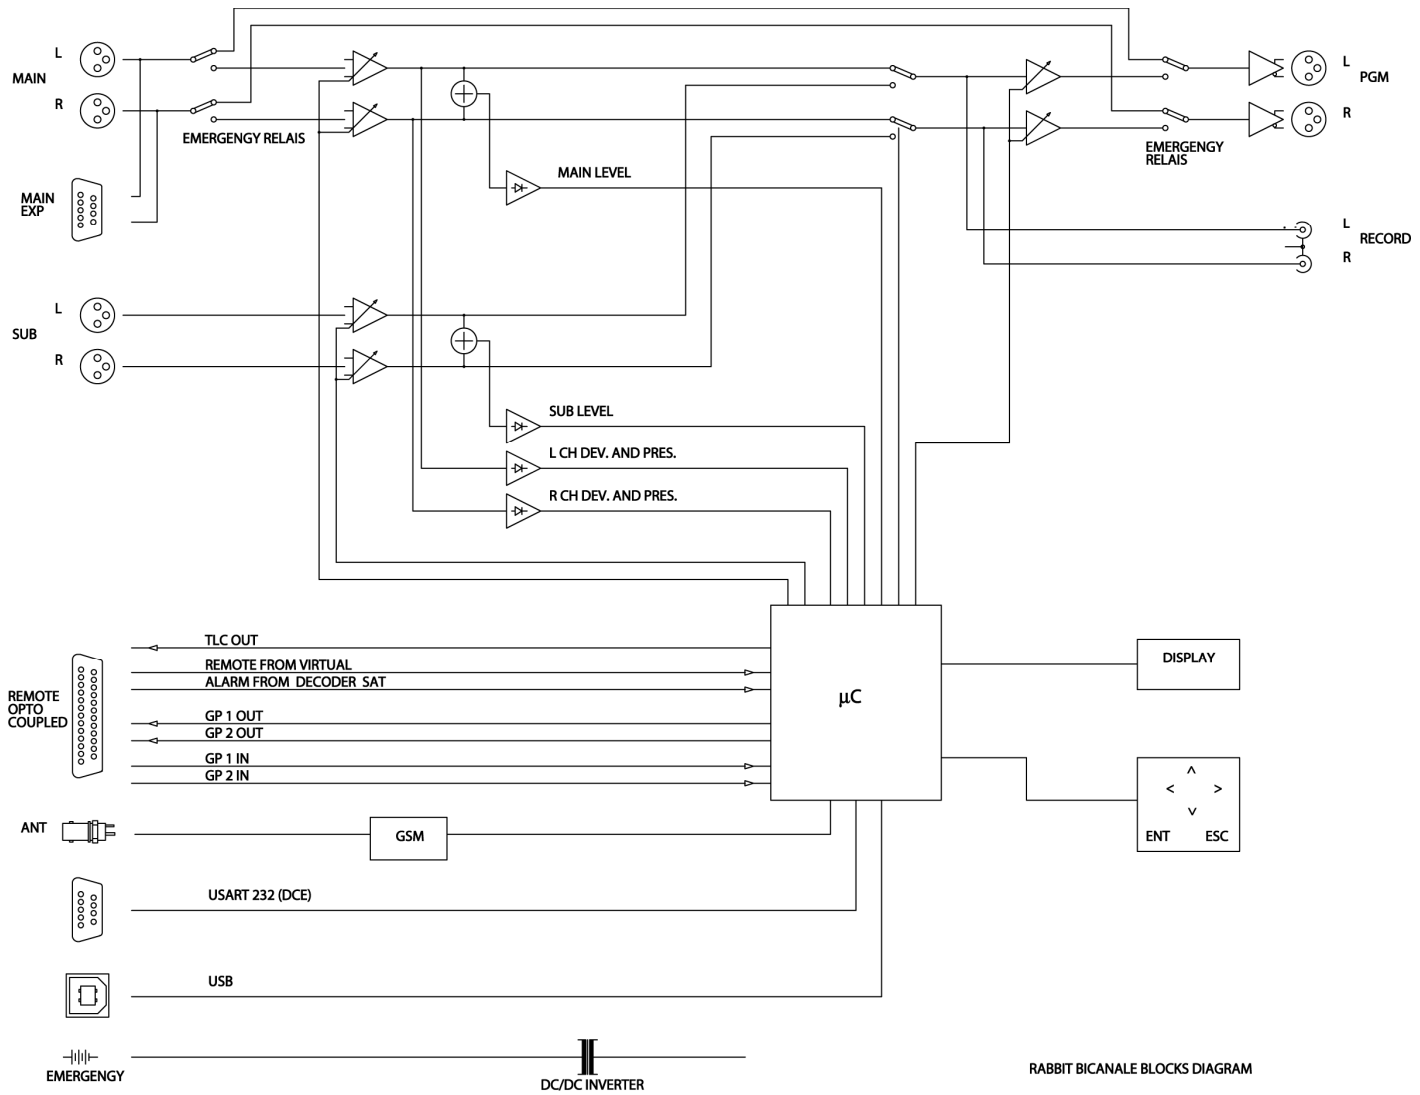 L
MAIN
R
EMERGENGY RELAIS
MAIN
EXP
L
SUB
R
MAIN LEVEL
L
PGM
R
EMERGENGY
RELAIS
L
RECORD
R
SUB LEVEL
L CH DEV. AND PRES.
R CH DEV. AND PRES.
TLC OUT
REMOTE FROM VIRTUAL
ALARM FROM DECODER SAT
REMOTE
OPTO
COUPLED
GP 1 OUT
GP 2 OUT
GP 1 IN
GP 2 IN
µC
DISPLAY
< ^ v >
ENT ESC
ANT
GSM
USART 232 (DCE)
USB
EMERGENGY
DC/DC INVERTER
RABBIT BICANALE BLOCKS DIAGRAM